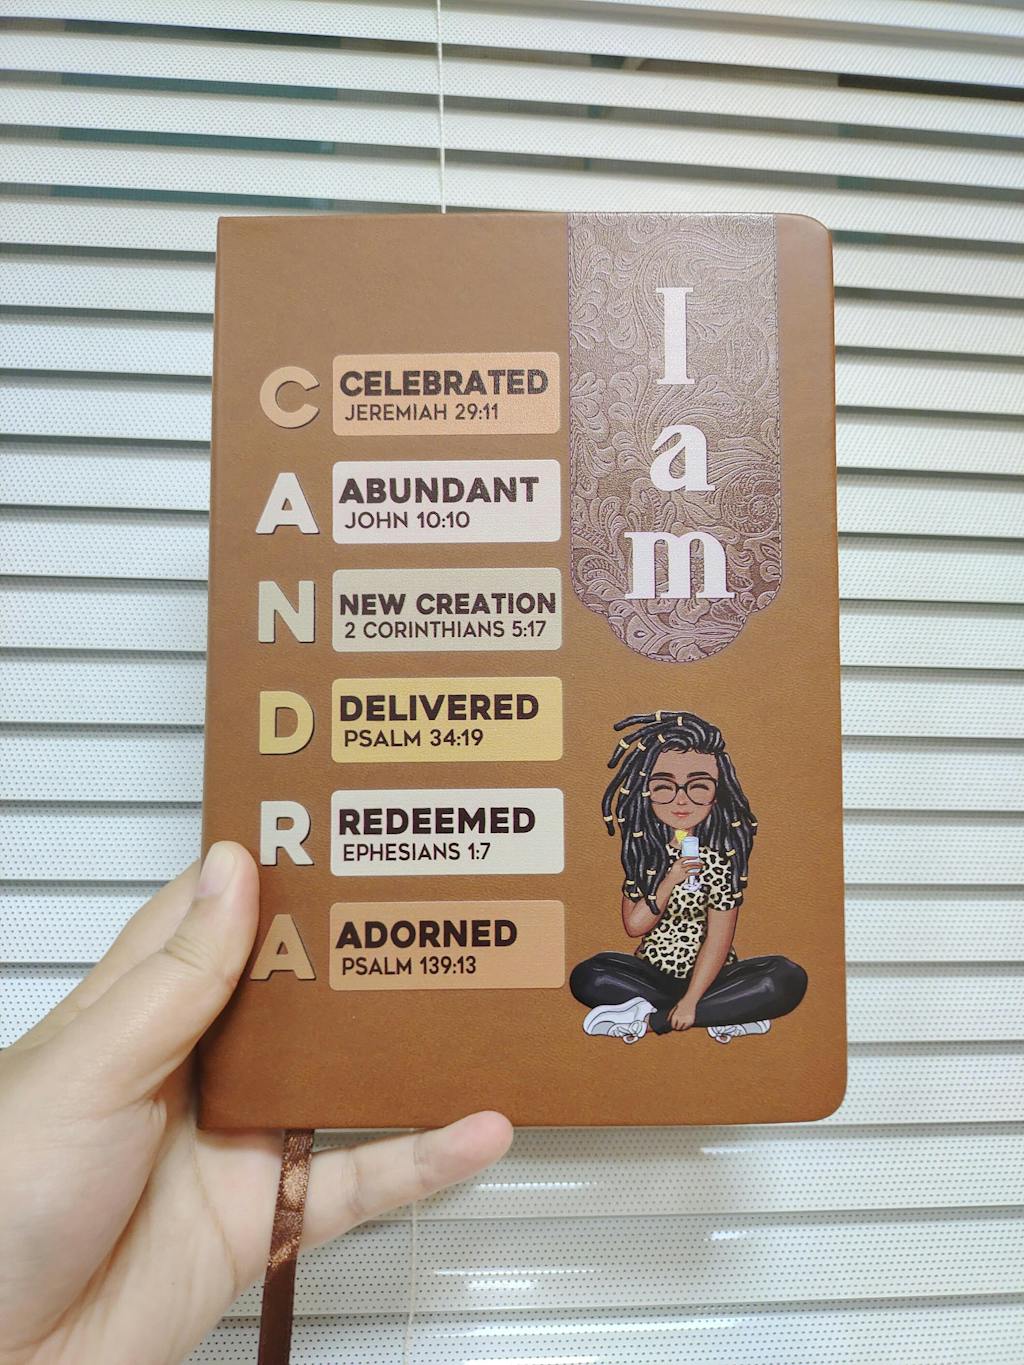 I
a
m
C CELEBRATED
JEREMIAH 29:11
A ABUNDANT
JOHN 10:10
N NEW CREATION
2 CORINTHIANS 5:17
D DELIVERED
PSALM 34:19
R REDEEMED
EPHESIANS 1:7
A ADORNED
PSALM 139:13